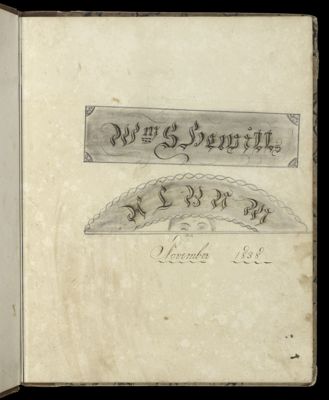 Wm S. Hewitt's
ALBUM
November 1838